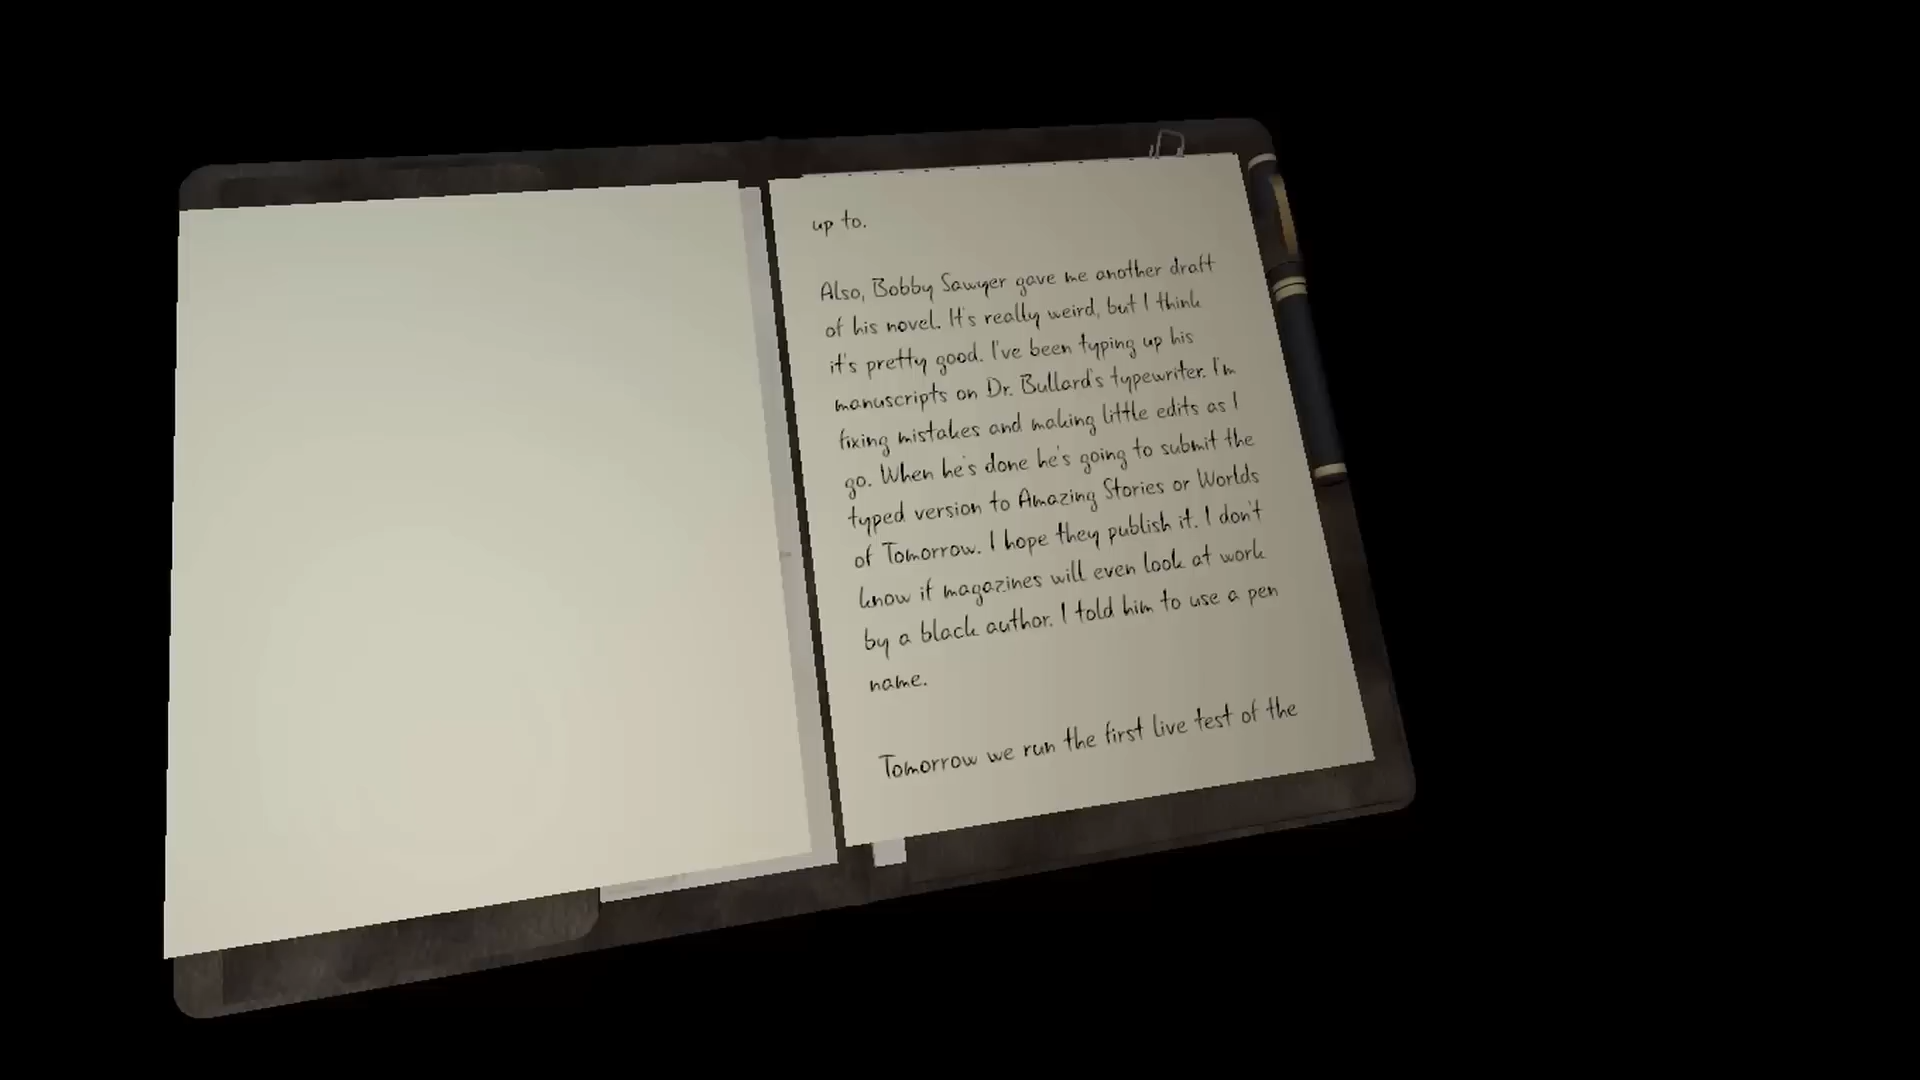 up to.
Also, Bobby Sawyer gave me another draft
of his novel. It's really weird, but I think
it's pretty good. I've been typing up his
manuscripts on Dr. Bullard's typewriter. I'm
fixing mistakes and making little edits as I
go. When he's done he's going to submit the
typed version to Amazing Stories or Worlds
of Tomorrow. I hope they publish it. I don't
know if magazines will even look at work
by a black author. I told him to use a pen
name.
Tomorrow we run the first live test of the